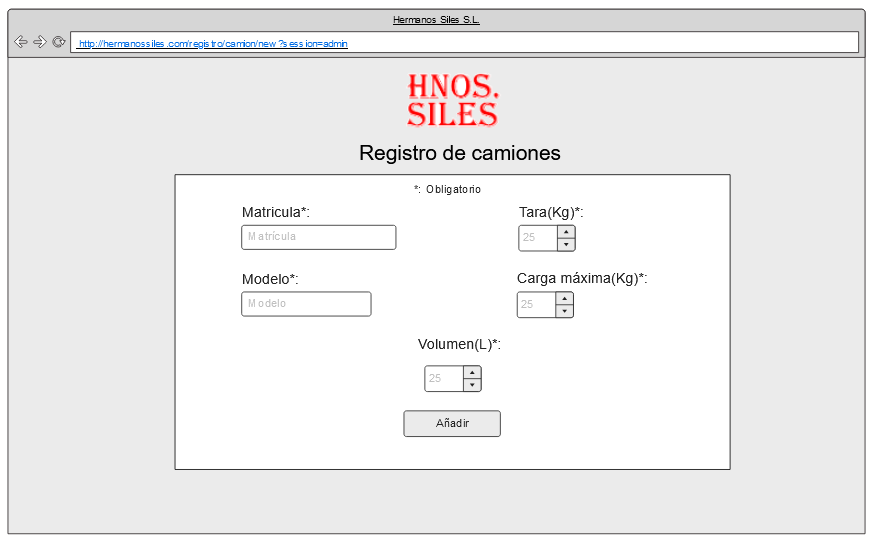 Hermanos Siles S.L.
http://hermanossiles.com/registro/camion/new?session=admin
HNOS.
SILES
Registro de camiones
*: Obligatorio
Matricula*:
Tara(Kg)*:
Matrícula
25
Modelo*:
Carga máxima(Kg)*:
Modelo
25
Volumen(L)*:
25
Añadir